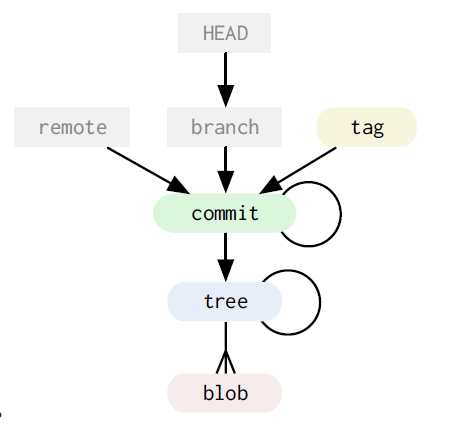 HEAD
remote
branch
tag
commit
tree
blob